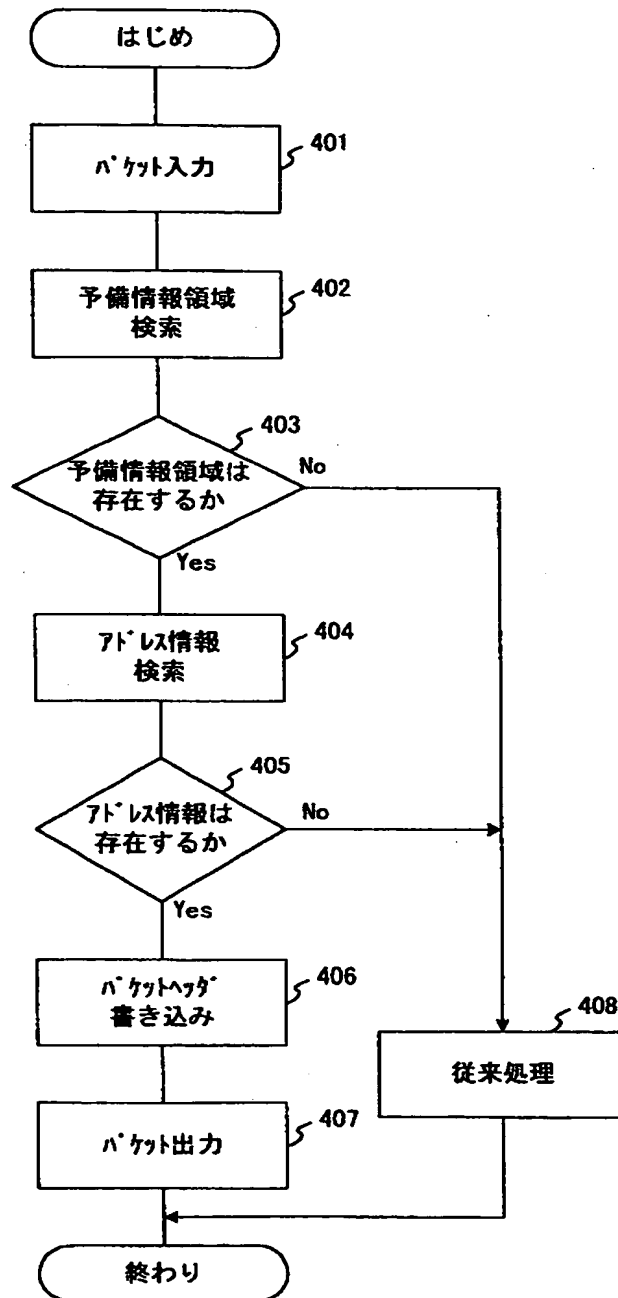 はじめ
パケット入力
401
予備情報領域
検索
402
403
予備情報領域は
存在するか
No
Yes
アドレス情報
検索
404
405
アドレス情報は
存在するか
No
Yes
パケットヘッダ
書き込み
406
408
従来処理
パケット出力
407
終わり